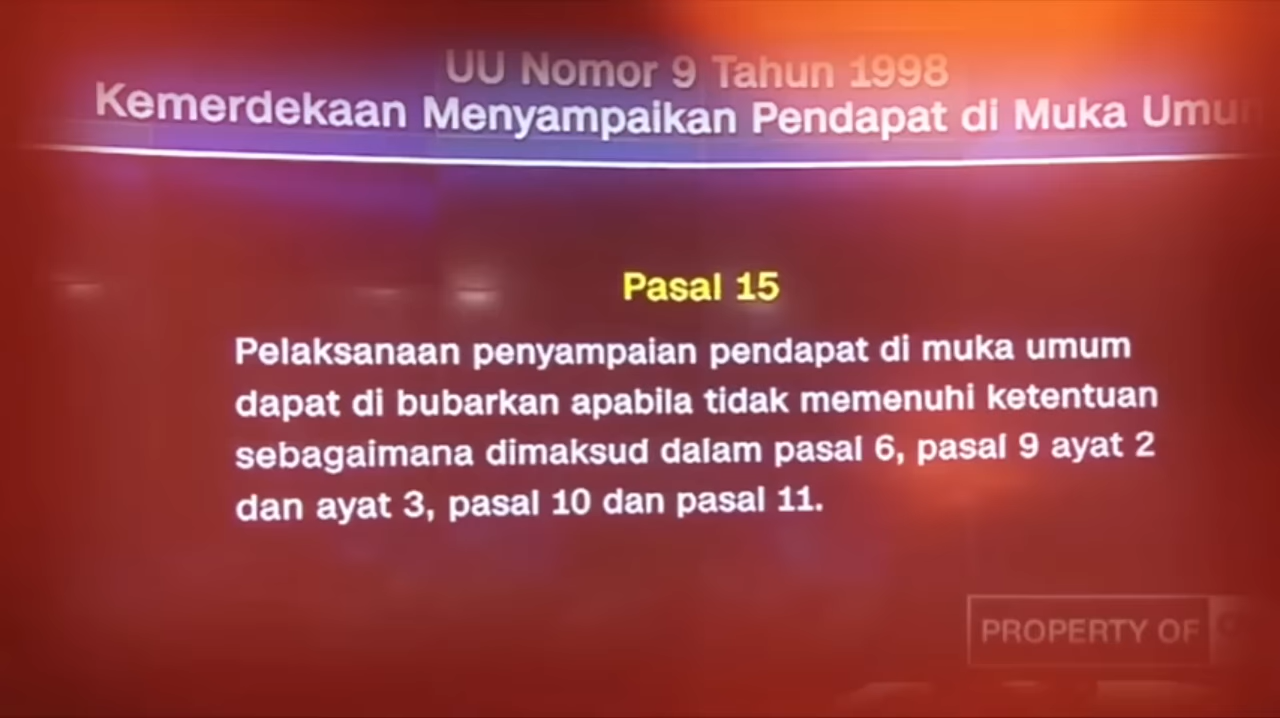 UU Nomor 9 Tahun 1998
Kemerdekaan Menyampaikan Pendapat di Muka Umum
Pasal 15
Pelaksanaan penyampaian pendapat di muka umum
dapat di bubarkan apabila tidak memenuhi ketentuan
sebagaimana dimaksud dalam pasal 6, pasal 9 ayat 2
dan ayat 3, pasal 10 dan pasal 11.
PROPERTY OF